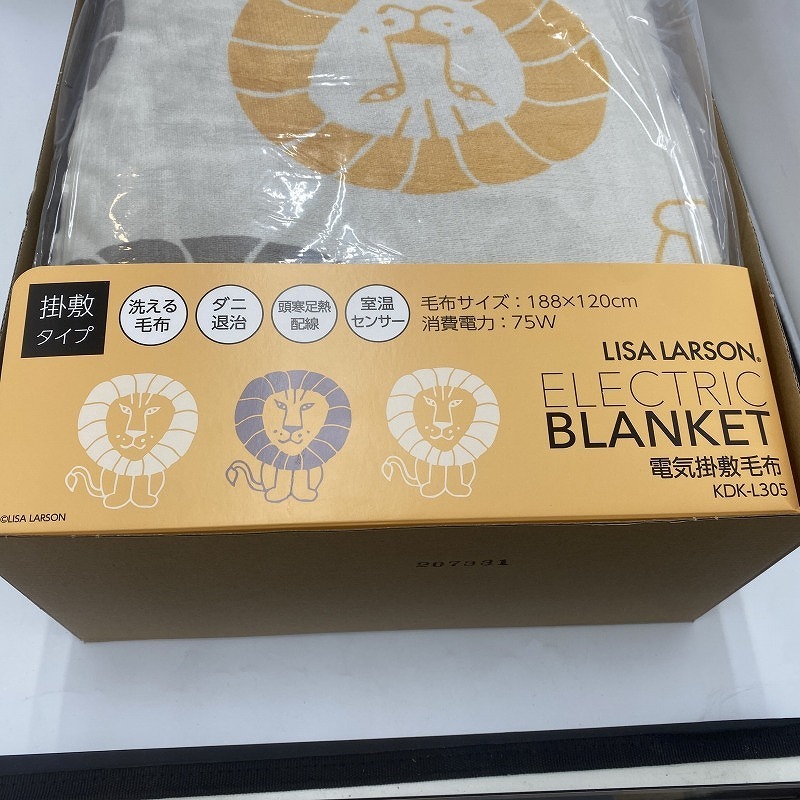 掛敷
タイプ
洗える
毛布
ダニ
退治
頭寒足熱
配線
室温
センサー
毛布サイズ：188×120cm
消費電力：75W
LISA LARSON®
ELECTRIC
BLANKET
電気掛敷毛布
KDK-L305
©LISA LARSON
207331